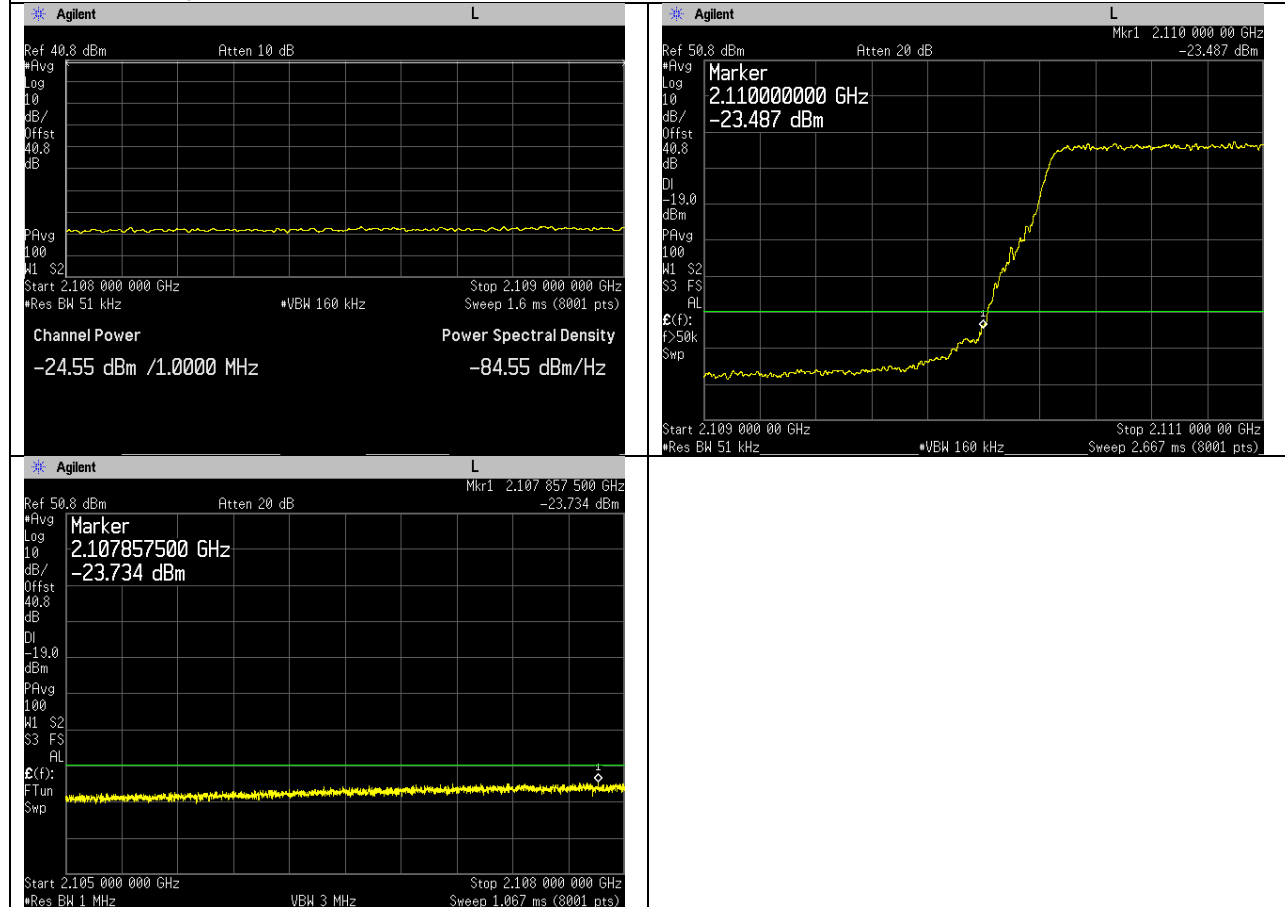 Agilent L
Ref 40.8 dBm Atten 10 dB
#Avg
Log
10
dB/
Offst
40.8
dB
PAvg
100
W1 S2
Start 2.108 000 000 GHz Stop 2.109 000 000 GHz
#Res BW 51 kHz #VBW 160 kHz Sweep 1.6 ms (8001 pts)
Channel Power Power Spectral Density
-24.55 dBm /1.0000 MHz -84.55 dBm/Hz
Agilent L
Mkr1 2.110 000 00 GHz
Ref 50.8 dBm Atten 20 dB -23.487 dBm
#Avg
Log
10
dB/
Offst
40.8
dB
DI
-19.0
dBm
PAvg
100
W1 S2
S3 FS
AL
£(f):
f>50k
Swp
Marker
2.110000000 GHz
-23.487 dBm
1
Start 2.109 000 00 GHz Stop 2.111 000 00 GHz
#Res BW 51 kHz #VBW 160 kHz Sweep 2.667 ms (8001 pts)
Agilent L
Mkr1 2.107 857 500 GHz
Ref 50.8 dBm Atten 20 dB -23.734 dBm
#Avg
Log
10
dB/
Offst
40.8
dB
DI
-19.0
dBm
PAvg
100
W1 S2
S3 FS
AL
£(f):
FTun
Swp
Marker
2.107857500 GHz
-23.734 dBm
1
Start 2.105 000 000 GHz Stop 2.108 000 000 GHz
#Res BW 1 MHz VBW 3 MHz Sweep 1.067 ms (8001 pts)